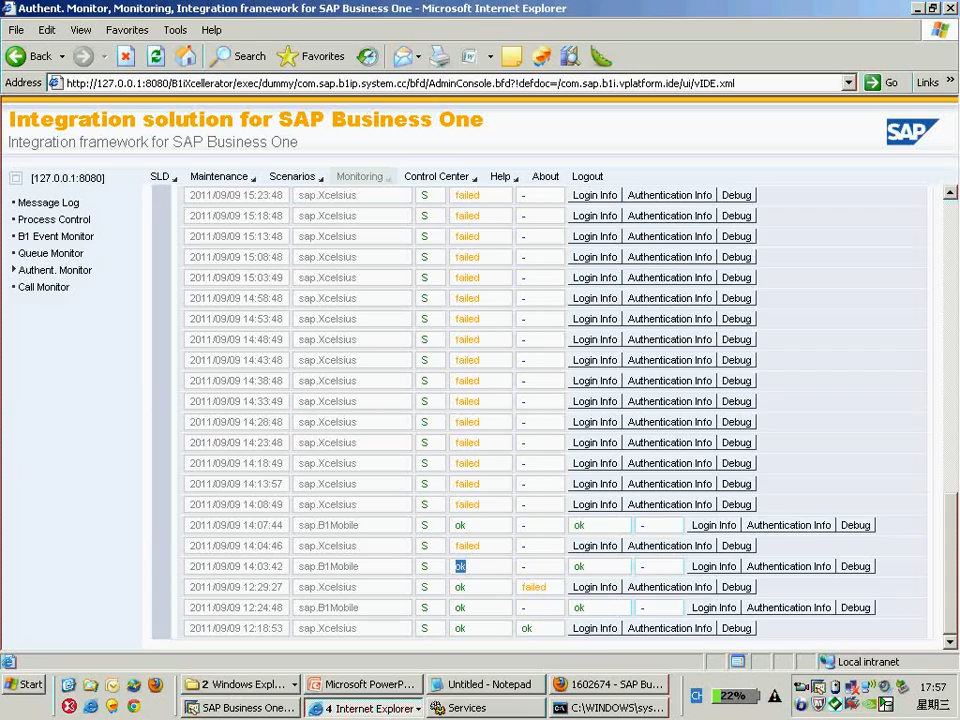 Authent. Monitor, Monitoring, Integration framework for SAP Business One - Microsoft Internet Explorer
File Edit View Favorites Tools Help
Back Search Favorites
Address http://127.0.0.1:8080/B1iXcellerator/exec/dummy/com.sap.b1ip.system.cc/bfd/AdminConsole.bfd?!defdoc=/com.sap.b1i.vplatform.ide/ui/vIDE.xml Go Links »
Integration solution for SAP Business One
Integration framework for SAP Business One
SAP
[127.0.0.1:8080] SLD Maintenance Scenarios Monitoring Control Center Help About Logout
Message Log
Process Control
B1 Event Monitor
Queue Monitor
Authent. Monitor
Call Monitor
2011/09/09 15:23:48 sap.Xcelsius S failed - Login Info Authentication Info Debug
2011/09/09 15:18:48 sap.Xcelsius S failed - Login Info Authentication Info Debug
2011/09/09 15:13:48 sap.Xcelsius S failed - Login Info Authentication Info Debug
2011/09/09 15:08:48 sap.Xcelsius S failed - Login Info Authentication Info Debug
2011/09/09 15:03:49 sap.Xcelsius S failed - Login Info Authentication Info Debug
2011/09/09 14:58:48 sap.Xcelsius S failed - Login Info Authentication Info Debug
2011/09/09 14:53:48 sap.Xcelsius S failed - Login Info Authentication Info Debug
2011/09/09 14:48:49 sap.Xcelsius S failed - Login Info Authentication Info Debug
2011/09/09 14:43:48 sap.Xcelsius S failed - Login Info Authentication Info Debug
2011/09/09 14:38:48 sap.Xcelsius S failed - Login Info Authentication Info Debug
2011/09/09 14:33:49 sap.Xcelsius S failed - Login Info Authentication Info Debug
2011/09/09 14:28:48 sap.Xcelsius S failed - Login Info Authentication Info Debug
2011/09/09 14:23:48 sap.Xcelsius S failed - Login Info Authentication Info Debug
2011/09/09 14:18:49 sap.Xcelsius S failed - Login Info Authentication Info Debug
2011/09/09 14:13:57 sap.Xcelsius S failed - Login Info Authentication Info Debug
2011/09/09 14:08:49 sap.Xcelsius S failed - Login Info Authentication Info Debug
2011/09/09 14:07:44 sap.B1Mobile S ok - ok - Login Info Authentication Info Debug
2011/09/09 14:04:46 sap.Xcelsius S failed - Login Info Authentication Info Debug
2011/09/09 14:03:42 sap.B1Mobile S ok - ok - Login Info Authentication Info Debug
2011/09/09 12:29:27 sap.Xcelsius S ok failed Login Info Authentication Info Debug
2011/09/09 12:24:48 sap.B1Mobile S ok - ok - Login Info Authentication Info Debug
2011/09/09 12:18:53 sap.Xcelsius S ok ok Login Info Authentication Info Debug
Local intranet
Start 2 Windows Expl... Microsoft PowerP... Untitled - Notepad 1602674 - SAP Bu... 22% 17:57
SAP Business One... 4 Internet Explorer Services C:\WINDOWS\sys... 星期三